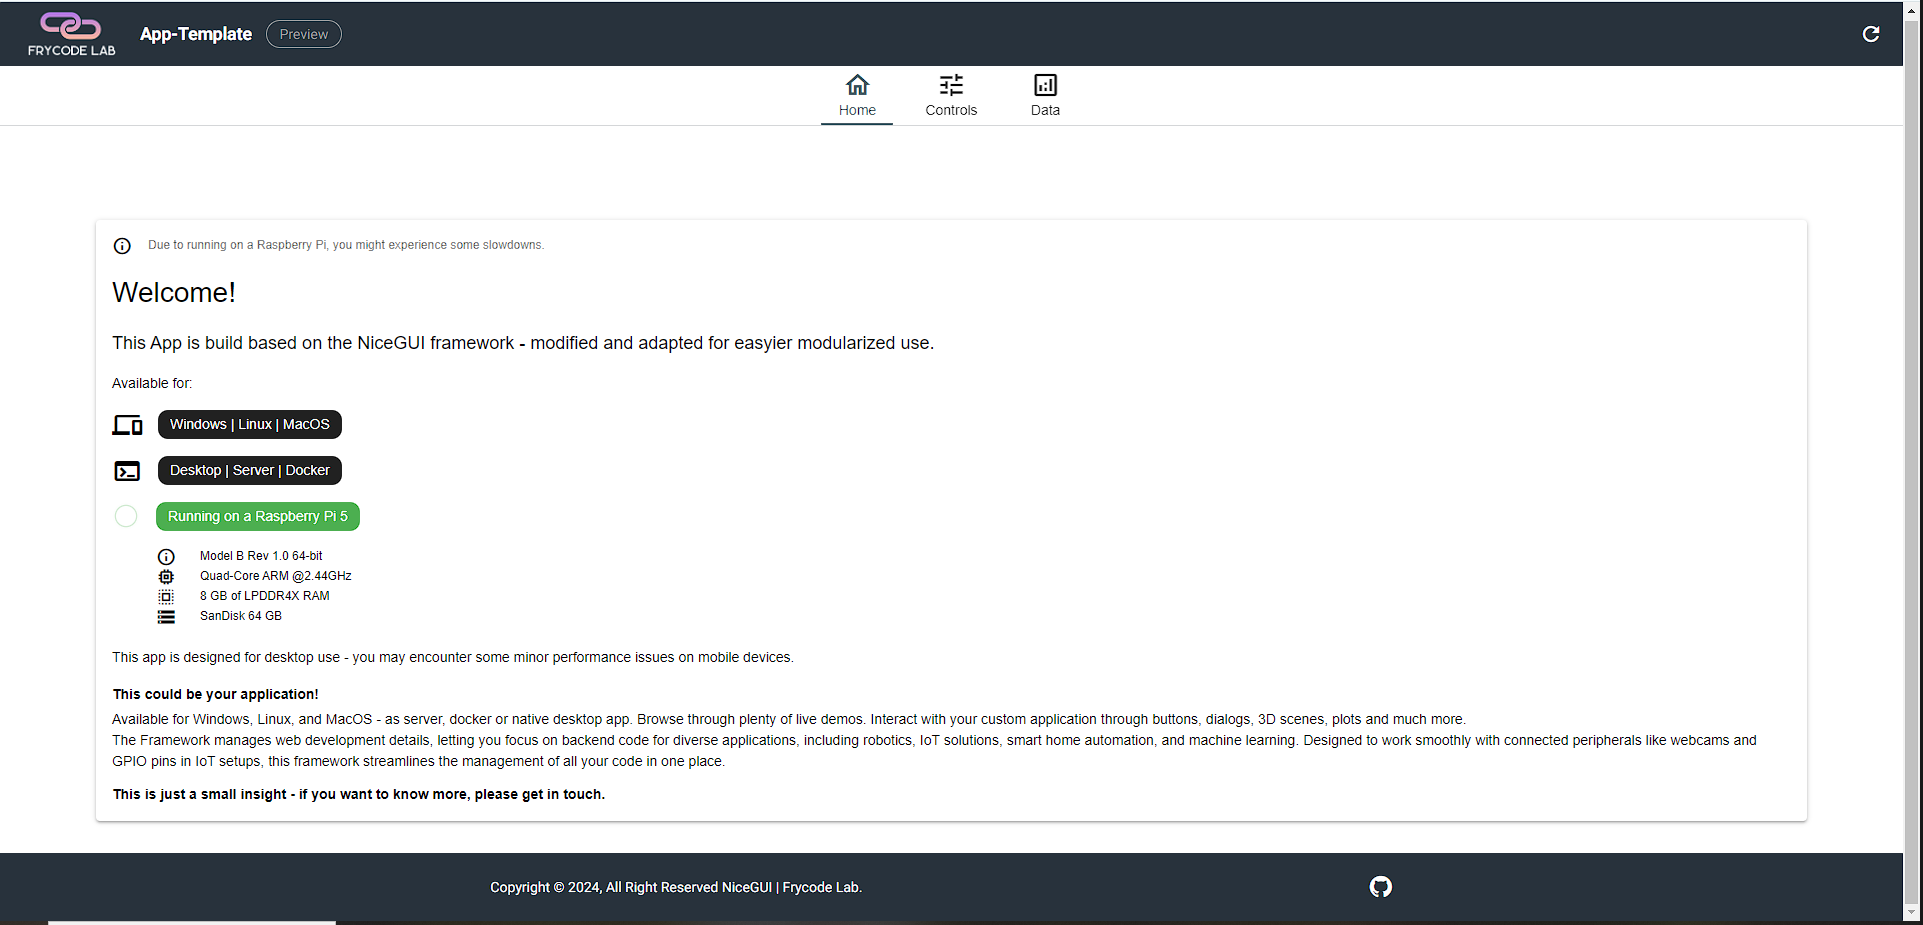 FRYCODE LAB
App-Template
Preview
Home
Controls
Data
Due to running on a Raspberry Pi, you might experience some slowdowns.
Welcome!
This App is build based on the NiceGUI framework - modified and adapted for easyier modularized use.
Available for:
Windows | Linux | MacOS
Desktop | Server | Docker
Running on a Raspberry Pi 5
Model B Rev 1.0 64-bit
Quad-Core ARM @2.44GHz
8 GB of LPDDR4X RAM
SanDisk 64 GB
This app is designed for desktop use - you may encounter some minor performance issues on mobile devices.
This could be your application!
Available for Windows, Linux, and MacOS - as server, docker or native desktop app. Browse through plenty of live demos. Interact with your custom application through buttons, dialogs, 3D scenes, plots and much more.
The Framework manages web development details, letting you focus on backend code for diverse applications, including robotics, IoT solutions, smart home automation, and machine learning. Designed to work smoothly with connected peripherals like webcams and
GPIO pins in IoT setups, this framework streamlines the management of all your code in one place.
This is just a small insight - if you want to know more, please get in touch.
Copyright © 2024, All Right Reserved NiceGUI | Frycode Lab.